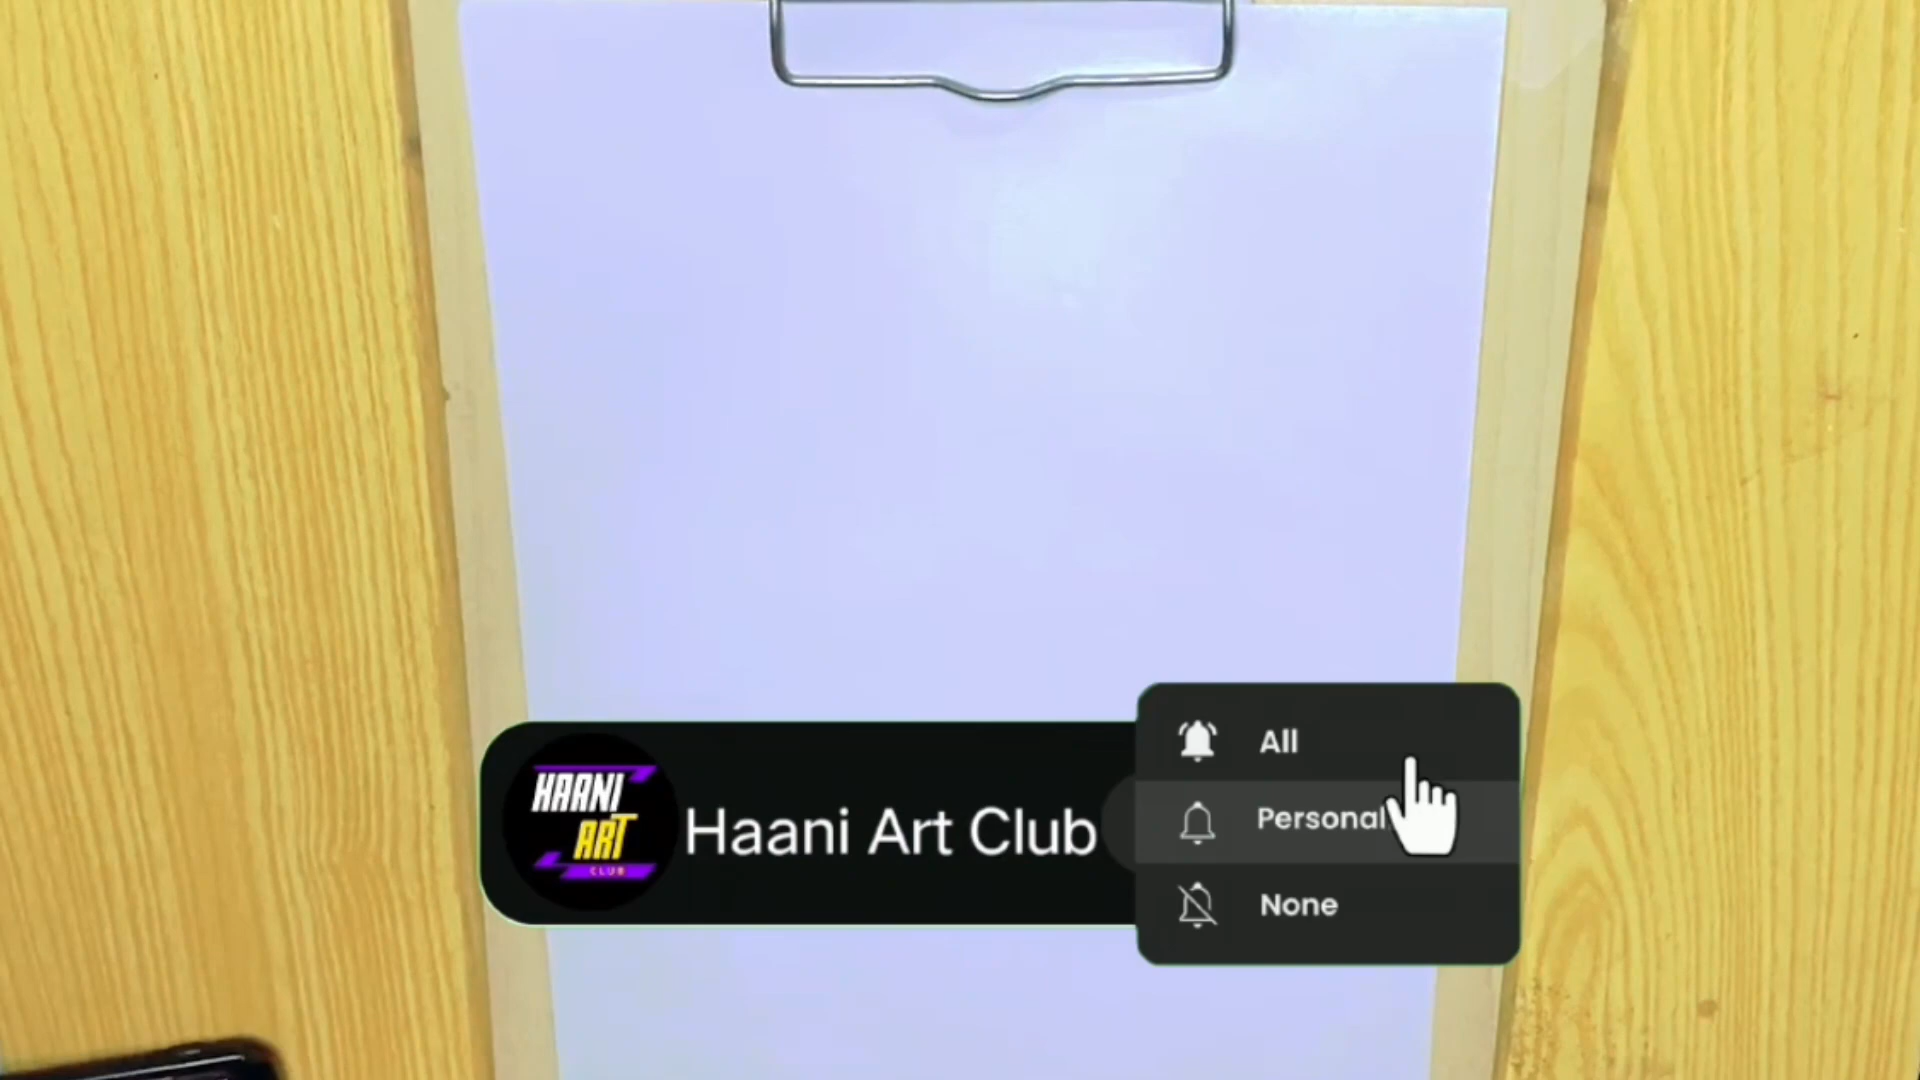 HAANI
ART
CLUB
Haani Art Club
All
Personal
None